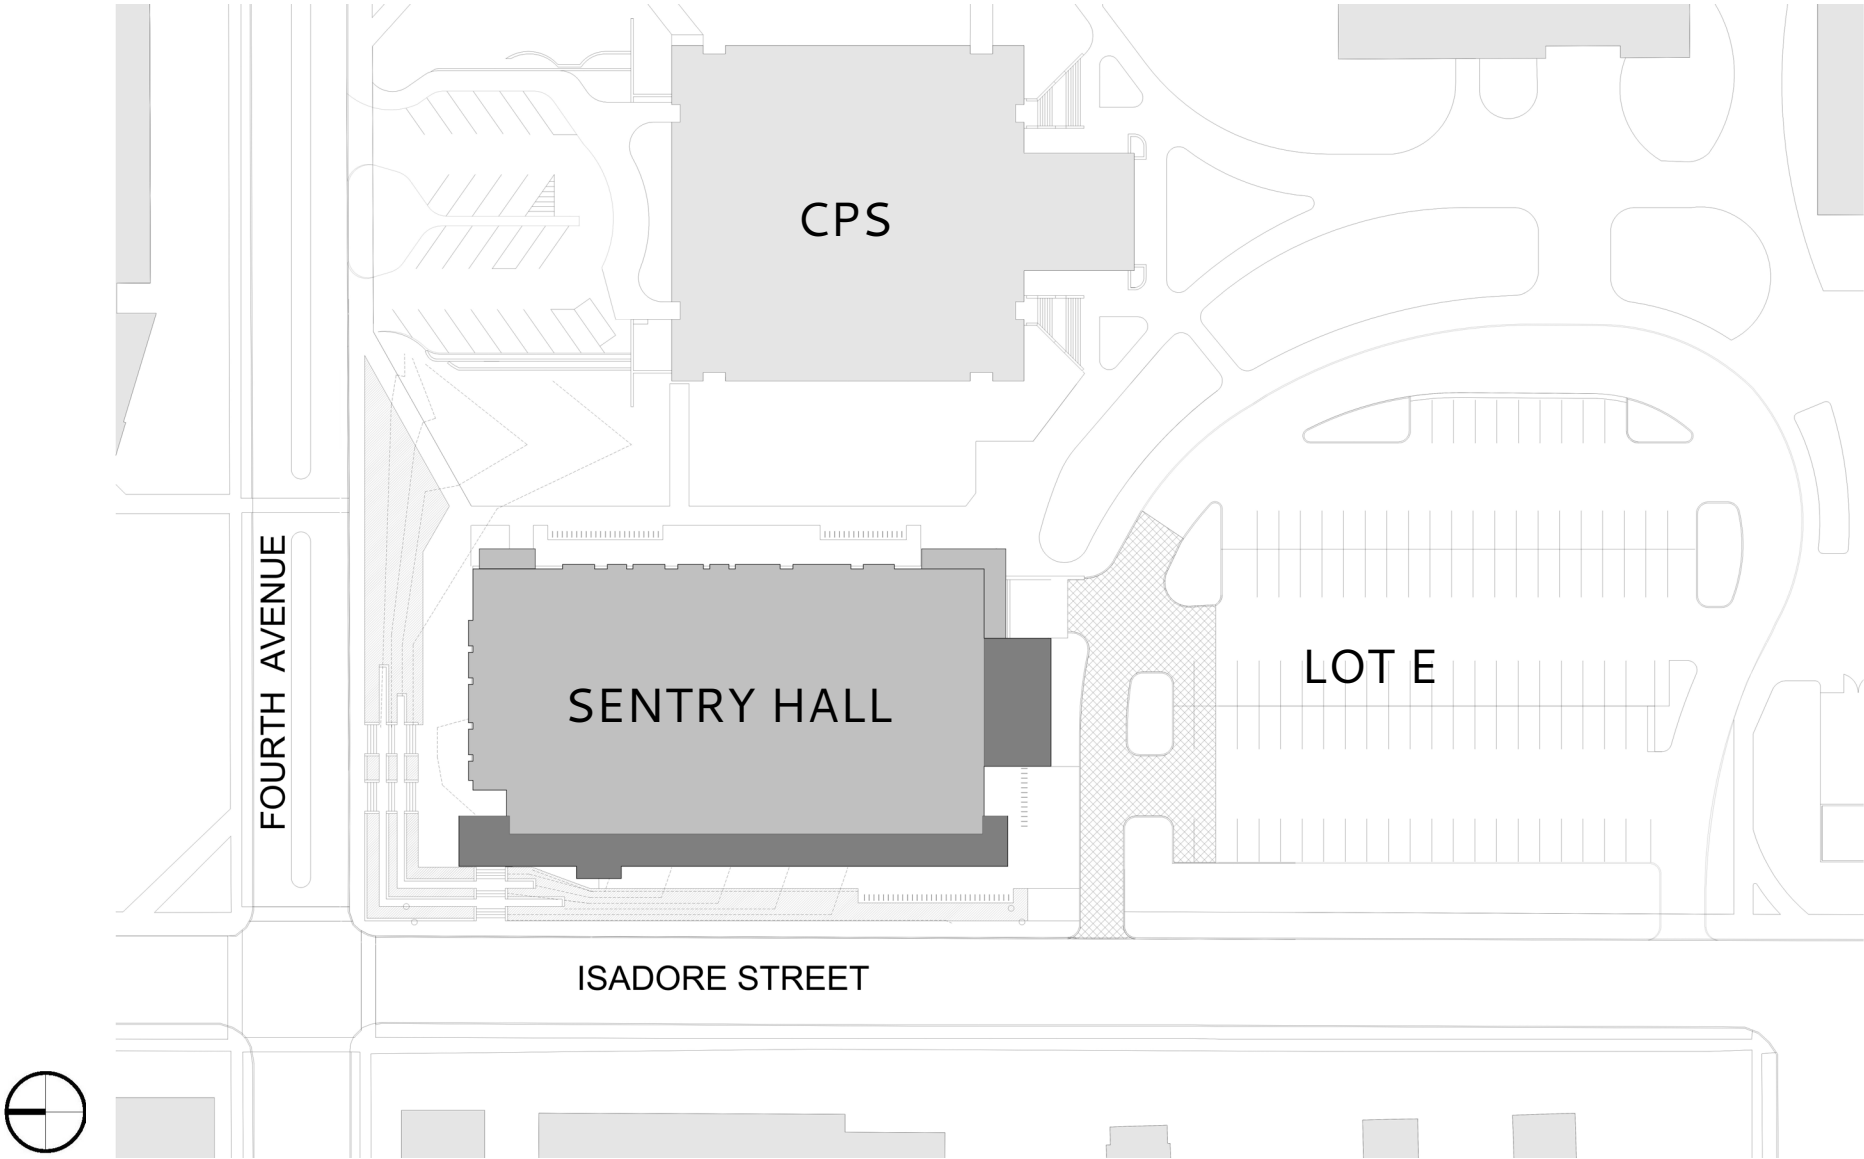 CPS
FOURTH AVENUE
SENTRY HALL
LOT E
ISADORE STREET